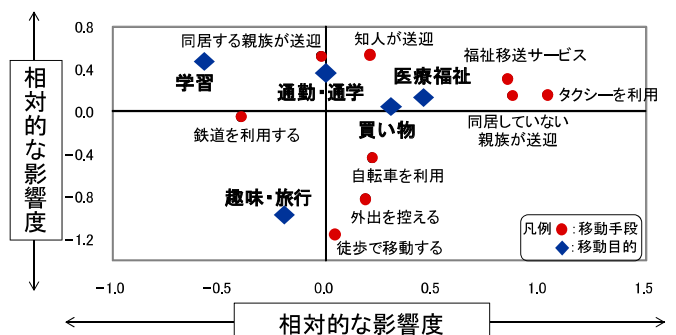 相対的な影響度
0.8
0.4
0.0
−0.4
−0.8
−1.2
同居する親族が送迎
知人が送迎
福祉移送サービス
学習
通勤・通学
医療福祉
タクシーを利用
買い物
同居していない
親族が送迎
鉄道を利用する
自転車を利用
趣味・旅行
外出を控える
徒歩で移動する
凡例
:移動手段
:移動目的
−1.0
−0.5
0.0
0.5
1.0
1.5
相対的な影響度